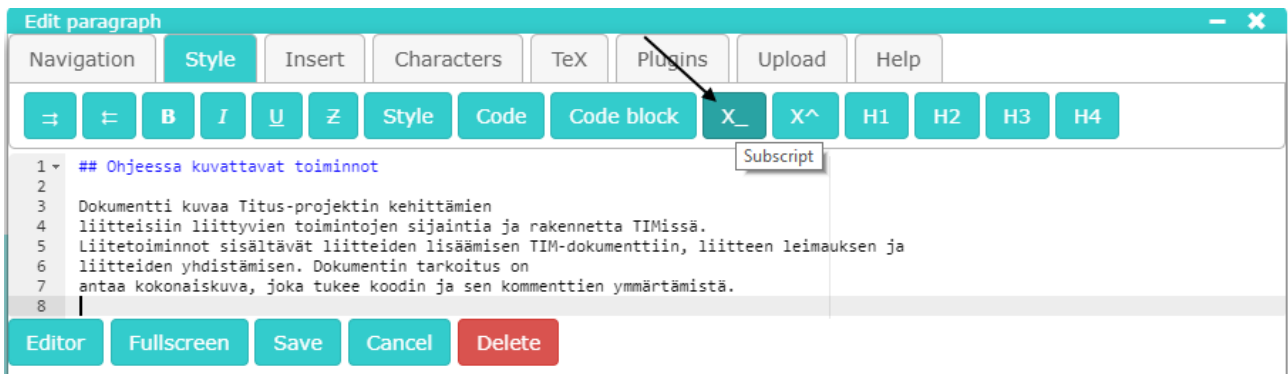 Edit paragraph
Navigation Style Insert Characters TeX Plugins Upload Help
⇉ ⇇ B I U Z Style Code Code block X_ X^ H1 H2 H3 H4
Subscript
1 ## Ohjeessa kuvattavat toiminnot
2
3 Dokumentti kuvaa Titus-projektin kehittämien
4 liitteisiin liittyvien toimintojen sijaintia ja rakennetta TIMissä.
5 Liitetoiminnot sisältävät liitteiden lisäämisen TIM-dokumenttiin, liitteen leimauksen ja
6 liitteiden yhdistämisen. Dokumentin tarkoitus on
7 antaa kokonaiskuva, joka tukee koodin ja sen kommenttien ymmärtämistä.
8
Editor Fullscreen Save Cancel Delete